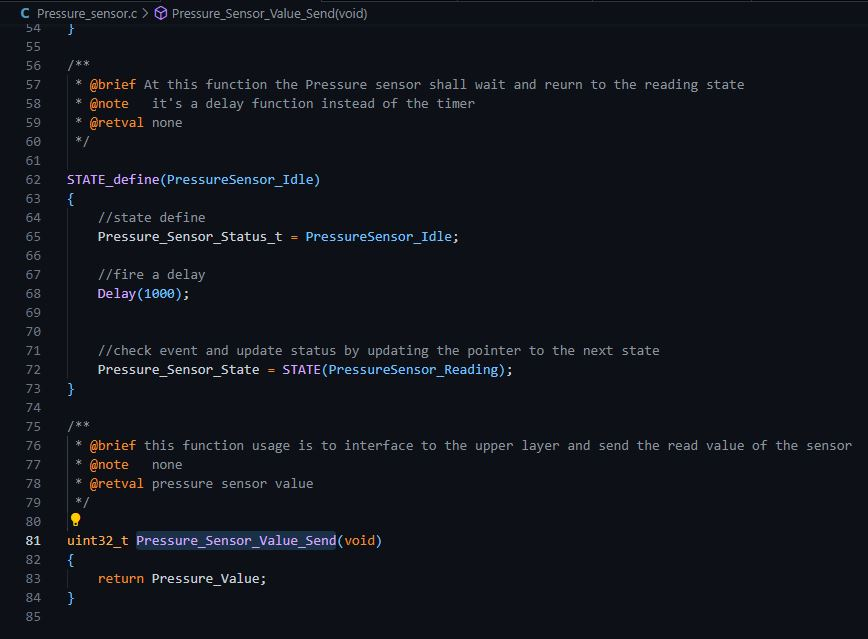 C Pressure_sensor.c > Pressure_Sensor_Value_Send(void)
54 }
55
56 /**
57 * @brief At this function the Pressure sensor shall wait and reurn to the reading state
58 * @note it's a delay function instead of the timer
59 * @retval none
60 */
61
62 STATE_define(PressureSensor_Idle)
63 {
64 //state define
65 Pressure_Sensor_Status_t = PressureSensor_Idle;
66
67 //fire a delay
68 Delay(1000);
69
70
71 //check event and update status by updating the pointer to the next state
72 Pressure_Sensor_State = STATE(PressureSensor_Reading);
73 }
74
75 /**
76 * @brief this function usage is to interface to the upper layer and send the read value of the sensor
77 * @note none
78 * @retval pressure sensor value
79 */
80
81 uint32_t Pressure_Sensor_Value_Send(void)
82 {
83 return Pressure_Value;
84 }
85